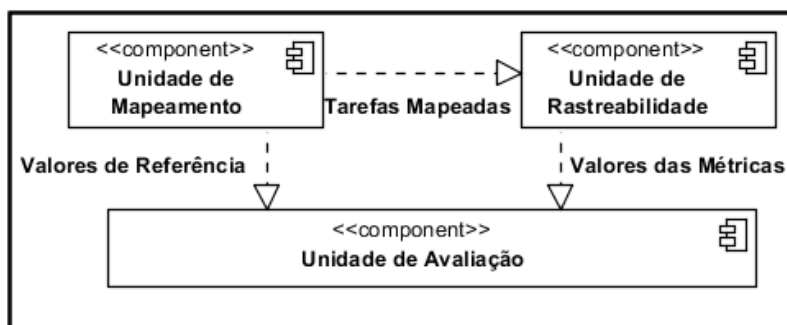 <<component>>
Unidade de
Mapeamento
<<component>>
Unidade de
Rastreabilidade
Tarefas Mapeadas
Valores de Referência
Valores das Métricas
<<component>>
Unidade de Avaliação